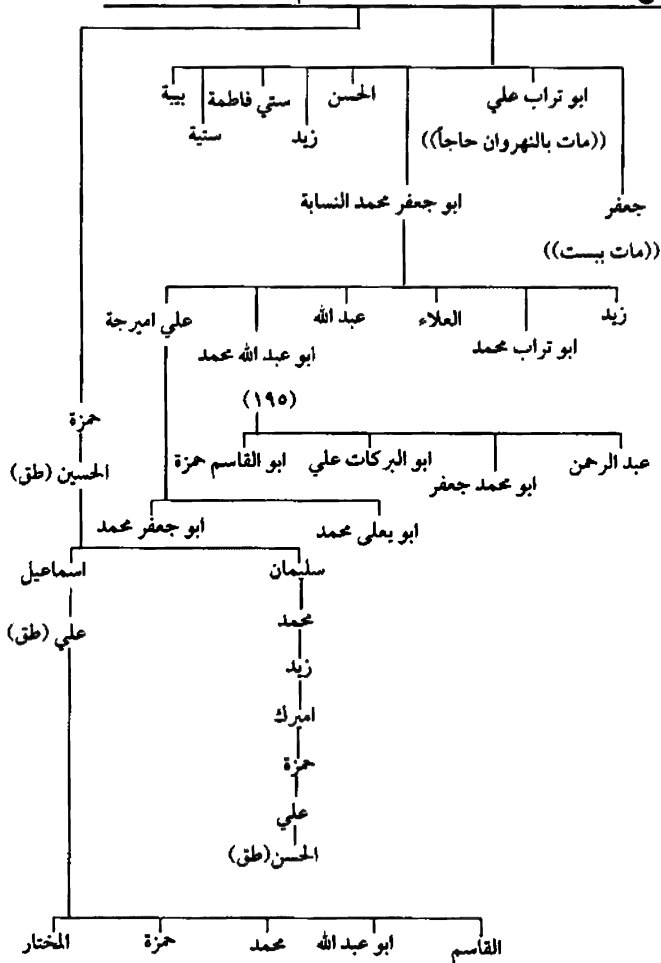 ابو تراب علي الحسن ستي فاطمة بيبة
((مات بالنهروان حاجاً)) زيد ستية
جعفر ابو جعفر محمد النسابة
((مات ببست))
زيد العلاء عبد الله علي اميرجة
ابو تراب محمد ابو عبد الله محمد
(١٩٥)
حمزة
عبد الرحمن ابو البركات علي ابو القاسم حمزة الحسين (طق)
ابو محمد جعفر
ابو يعلى محمد ابو جعفر محمد
سليمان اسماعيل
محمد علي (طق)
زيد
اميرك
حمزة
علي
الحسن (طق)
القاسم ابو عبد الله محمد حمزة المختار